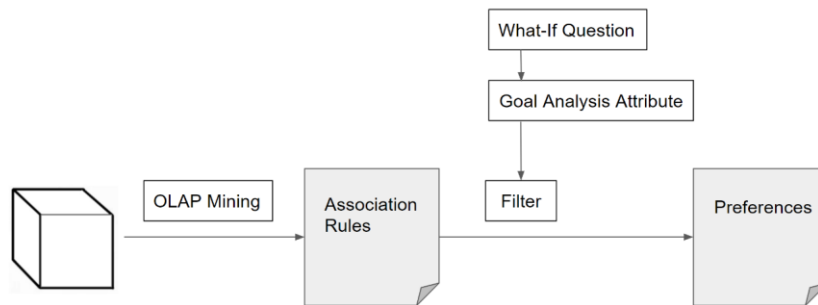 What-If Question
Goal Analysis Attribute
OLAP Mining
Association
Rules
Filter
Preferences